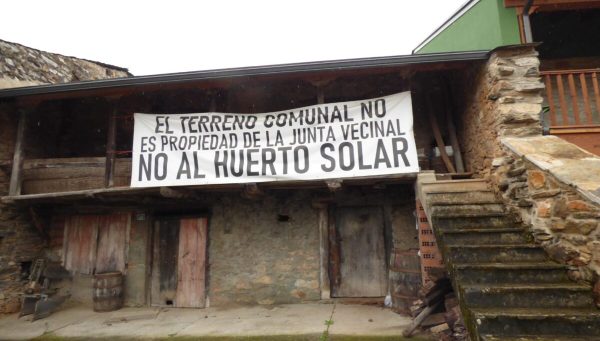 EL TERRENO COMUNAL NO
ES PROPIEDAD DE LA JUNTA VECINAL
NO AL HUERTO SOLAR